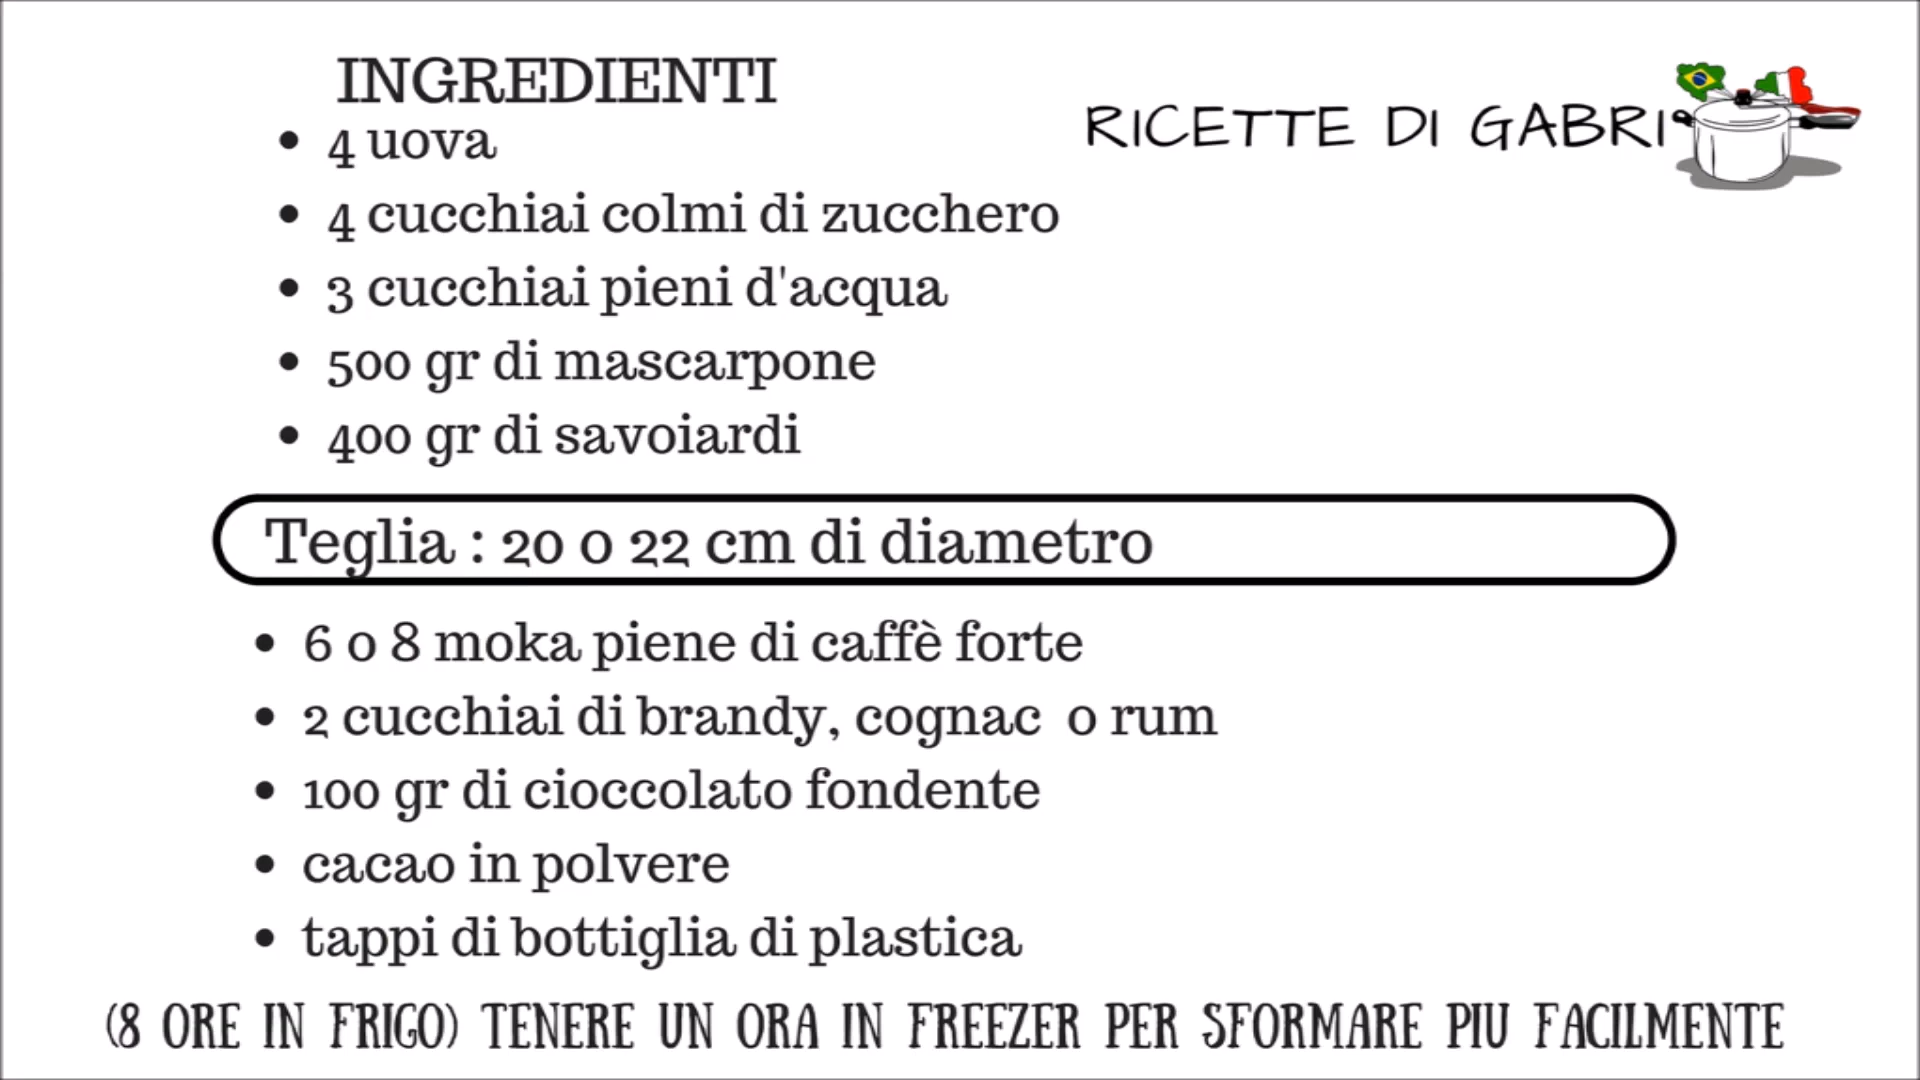 INGREDIENTI
RICETTE DI GABRI
• 4 uova
• 4 cucchiai colmi di zucchero
• 3 cucchiai pieni d'acqua
• 500 gr di mascarpone
• 400 gr di savoiardi
Teglia : 20 o 22 cm di diametro
• 6 o 8 moka piene di caffè forte
• 2 cucchiai di brandy, cognac  o rum
• 100 gr di cioccolato fondente
• cacao in polvere
• tappi di bottiglia di plastica
(8 ORE IN FRIGO) TENERE UN ORA IN FREEZER PER SFORMARE PIU FACILMENTE